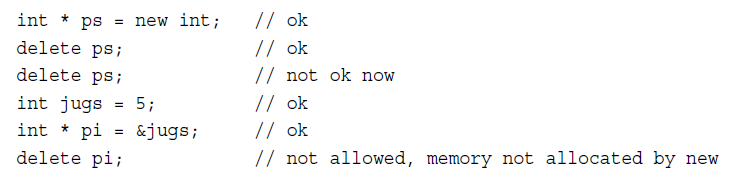 int * ps = new int;   // ok
delete ps;            // ok
delete ps;            // not ok now
int jugs = 5;         // ok
int * pi = &jugs;     // ok
delete pi;            // not allowed, memory not allocated by new